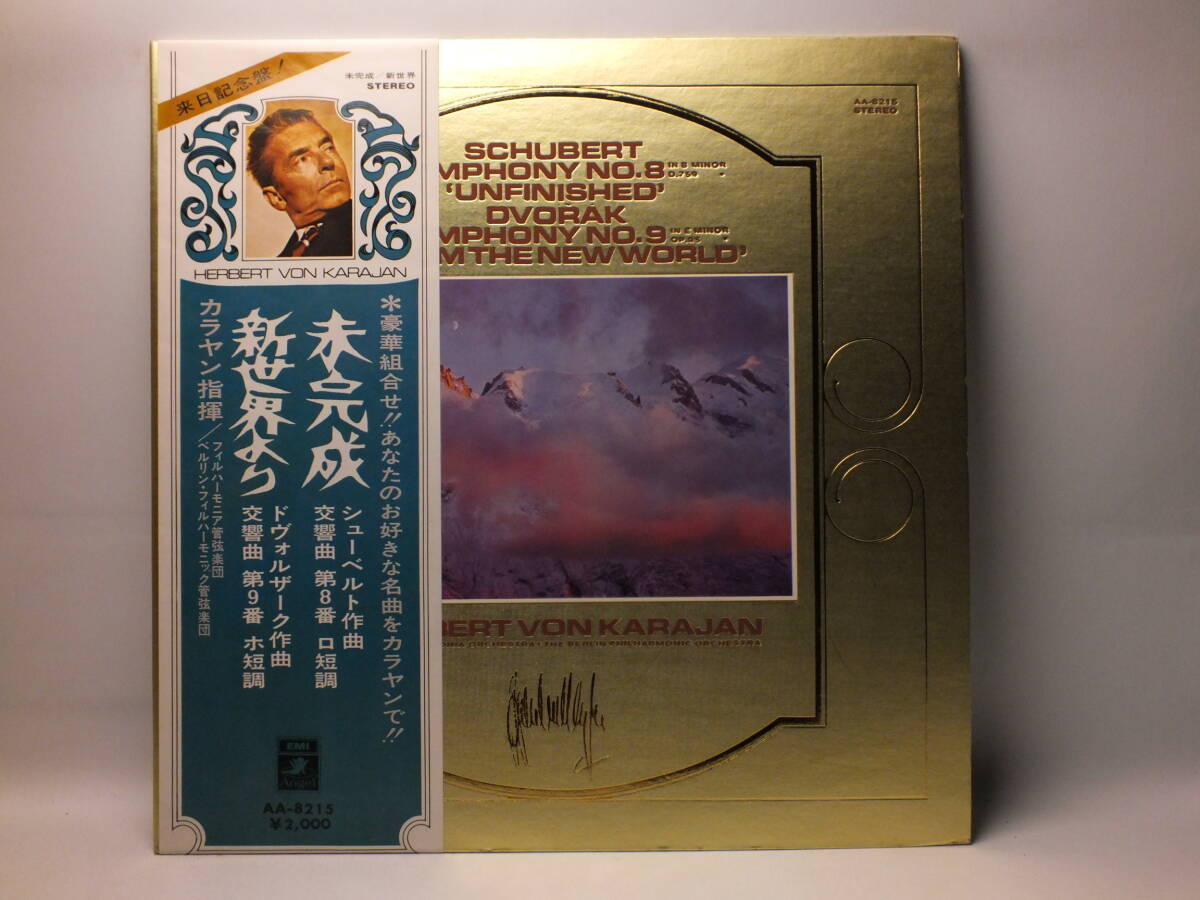 来日記念盤!
未完成/新世界
STEREO
HERBERT VON KARAJAN
＊豪華組合せ!!あなたのお好きな名曲をカラヤンで!!
未完成
シューベルト作曲
交響曲 第8番 ロ短調
新世界より
ドヴォルザーク作曲
交響曲 第9番 ホ短調
カラヤン指揮/
フィルハーモニア管弦楽団
ベルリン・フィルハーモニック管弦楽団
EMI
Angel
AA-8215
¥2,000
AA-8215
STEREO
SCHUBERT
MPHONY NO.8 IN B MINOR D.759
'UNFINISHED'
DVORÁK
MPHONY NO.9 IN E MINOR OP.95
M THE NEW WORLD'
BERT VON KARAJAN
ORCHESTRA/THE BERLIN PHILHARMONIC ORCHESTRA